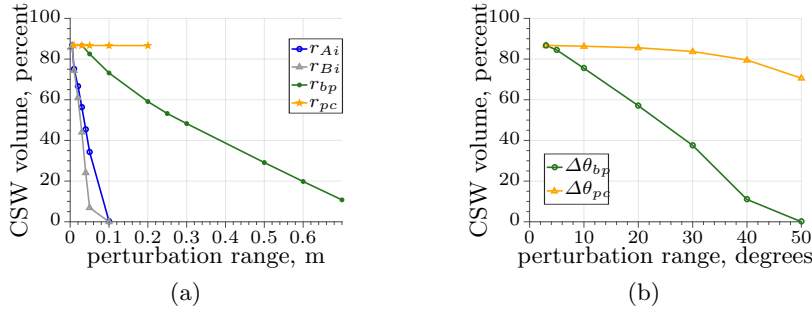 CSW volume, percent
100
80
60
40
20
0
0 0.1 0.2 0.3 0.5 0.6
perturbation range, m
r_{Ai}
r_{Bi}
r_{bp}
r_{pc}
(a)
CSW volume, percent
100
80
60
40
20
0
0 10 20 30 40 50
perturbation range, degrees
Δθ_{bp}
Δθ_{pc}
(b)